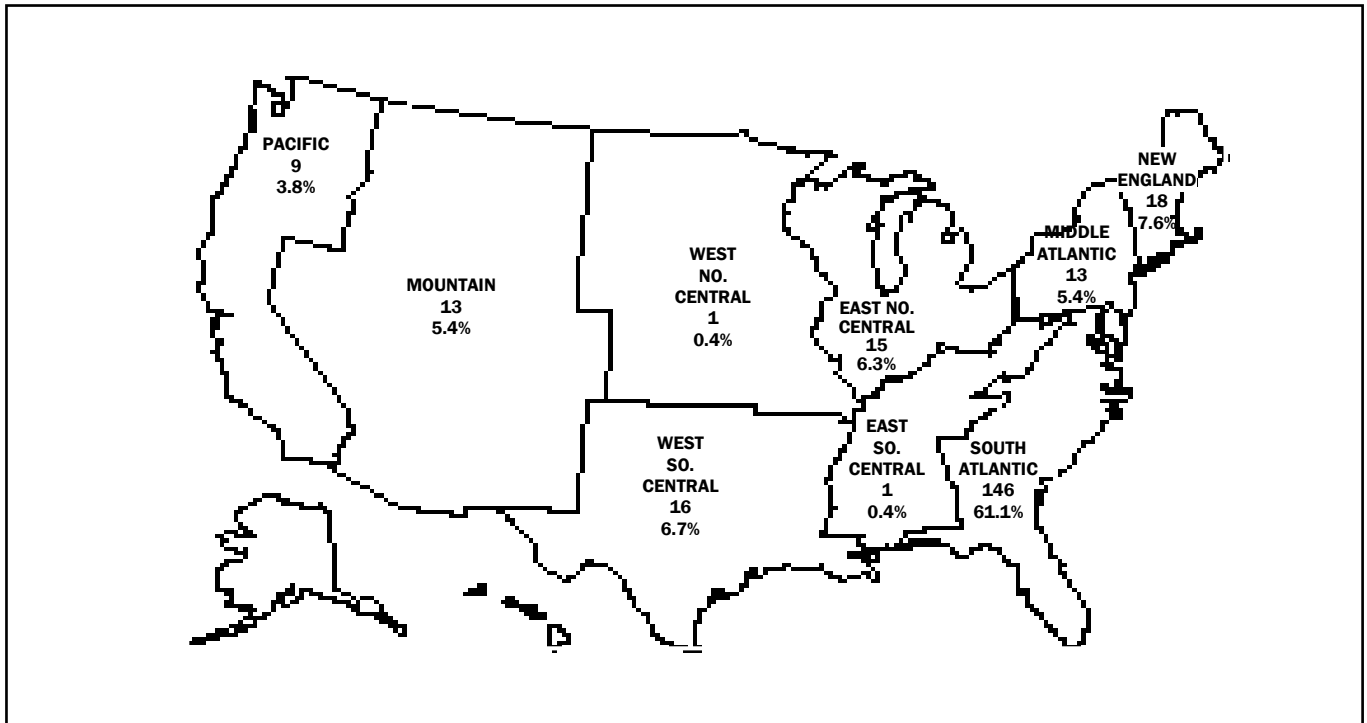 PACIFIC
9
3.8%
MOUNTAIN
13
5.4%
WEST
NO.
CENTRAL
1
0.4%
EAST NO.
CENTRAL
15
6.3%
NEW
ENGLAND
18
7.6%
MIDDLE
ATLANTIC
13
5.4%
WEST
SO.
CENTRAL
16
6.7%
EAST
SO.
CENTRAL
1
0.4%
SOUTH
ATLANTIC
146
61.1%